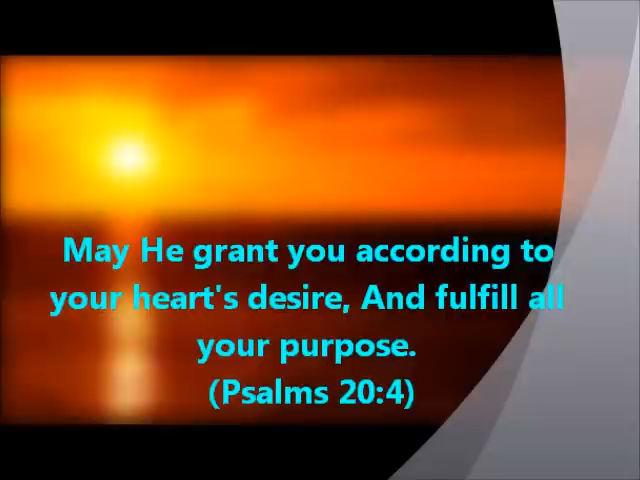 May He grant you according to
your heart's desire, And fulfill all
your purpose.
(Psalms 20:4)